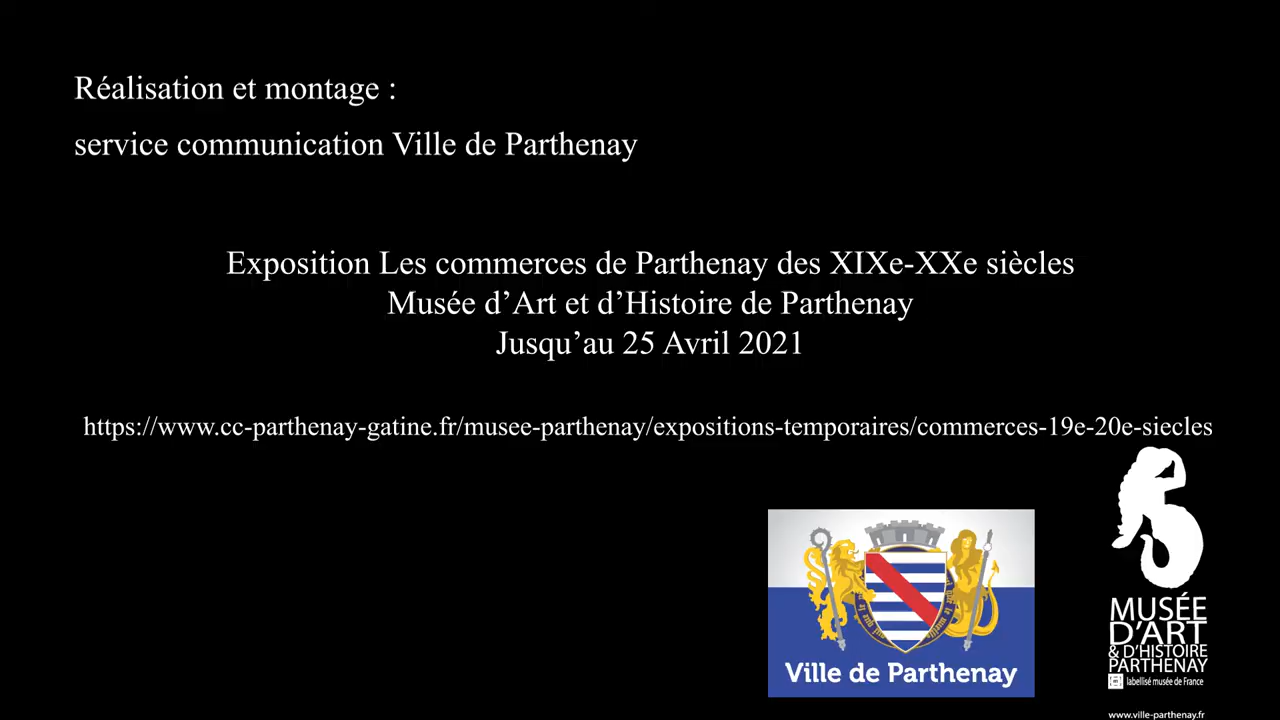 Réalisation et montage :
service communication Ville de Parthenay
Exposition Les commerces de Parthenay des XIXe-XXe siècles
Musée d’Art et d’Histoire de Parthenay
Jusqu’au 25 Avril 2021
https://www.cc-parthenay-gatine.fr/musee-parthenay/expositions-temporaires/commerces-19e-20e-siecles
Ville de Parthenay
MUSÉE
D’ART
& D’HISTOIRE
PARTHENAY
labellisé musée de France
www.ville-parthenay.fr